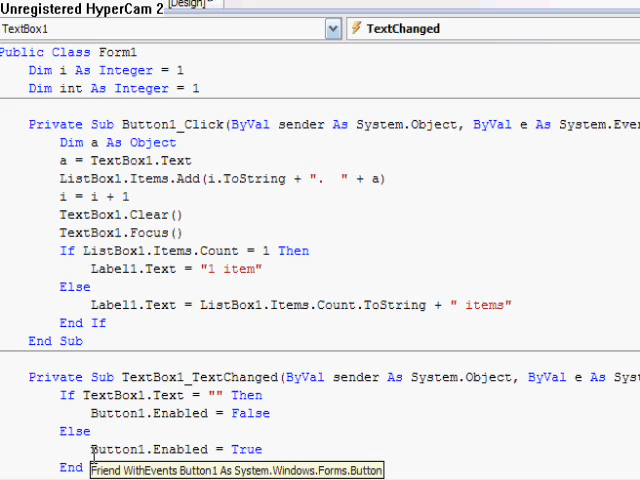 Unregistered HyperCam 2
[Design]
TextBox1
TextChanged
Public Class Form1
Dim i As Integer = 1
Dim int As Integer = 1
Private Sub Button1_Click(ByVal sender As System.Object, ByVal e As System.Even
Dim a As Object
a = TextBox1.Text
ListBox1.Items.Add(i.ToString + ".  " + a)
i = i + 1
TextBox1.Clear()
TextBox1.Focus()
If ListBox1.Items.Count = 1 Then
Label1.Text = "1 item"
Else
Label1.Text = ListBox1.Items.Count.ToString + " items"
End If
End Sub
Private Sub TextBox1_TextChanged(ByVal sender As System.Object, ByVal e As Syst
If TextBox1.Text = "" Then
Button1.Enabled = False
Else
Button1.Enabled = True
End
Friend WithEvents Button1 As System.Windows.Forms.Button